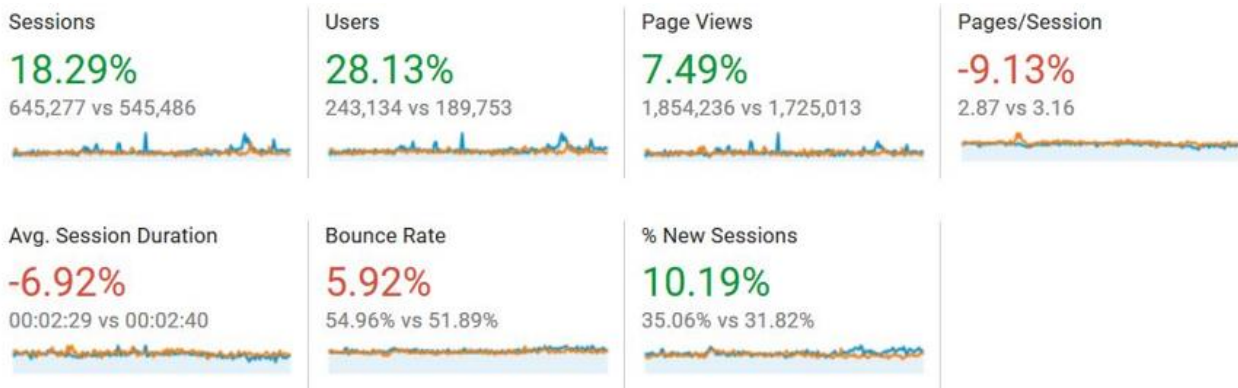 Sessions
18.29%
645,277 vs 545,486
Users
28.13%
243,134 vs 189,753
Page Views
7.49%
1,854,236 vs 1,725,013
Pages/Session
-9.13%
2.87 vs 3.16
Avg. Session Duration
-6.92%
00:02:29 vs 00:02:40
Bounce Rate
5.92%
54.96% vs 51.89%
% New Sessions
10.19%
35.06% vs 31.82%